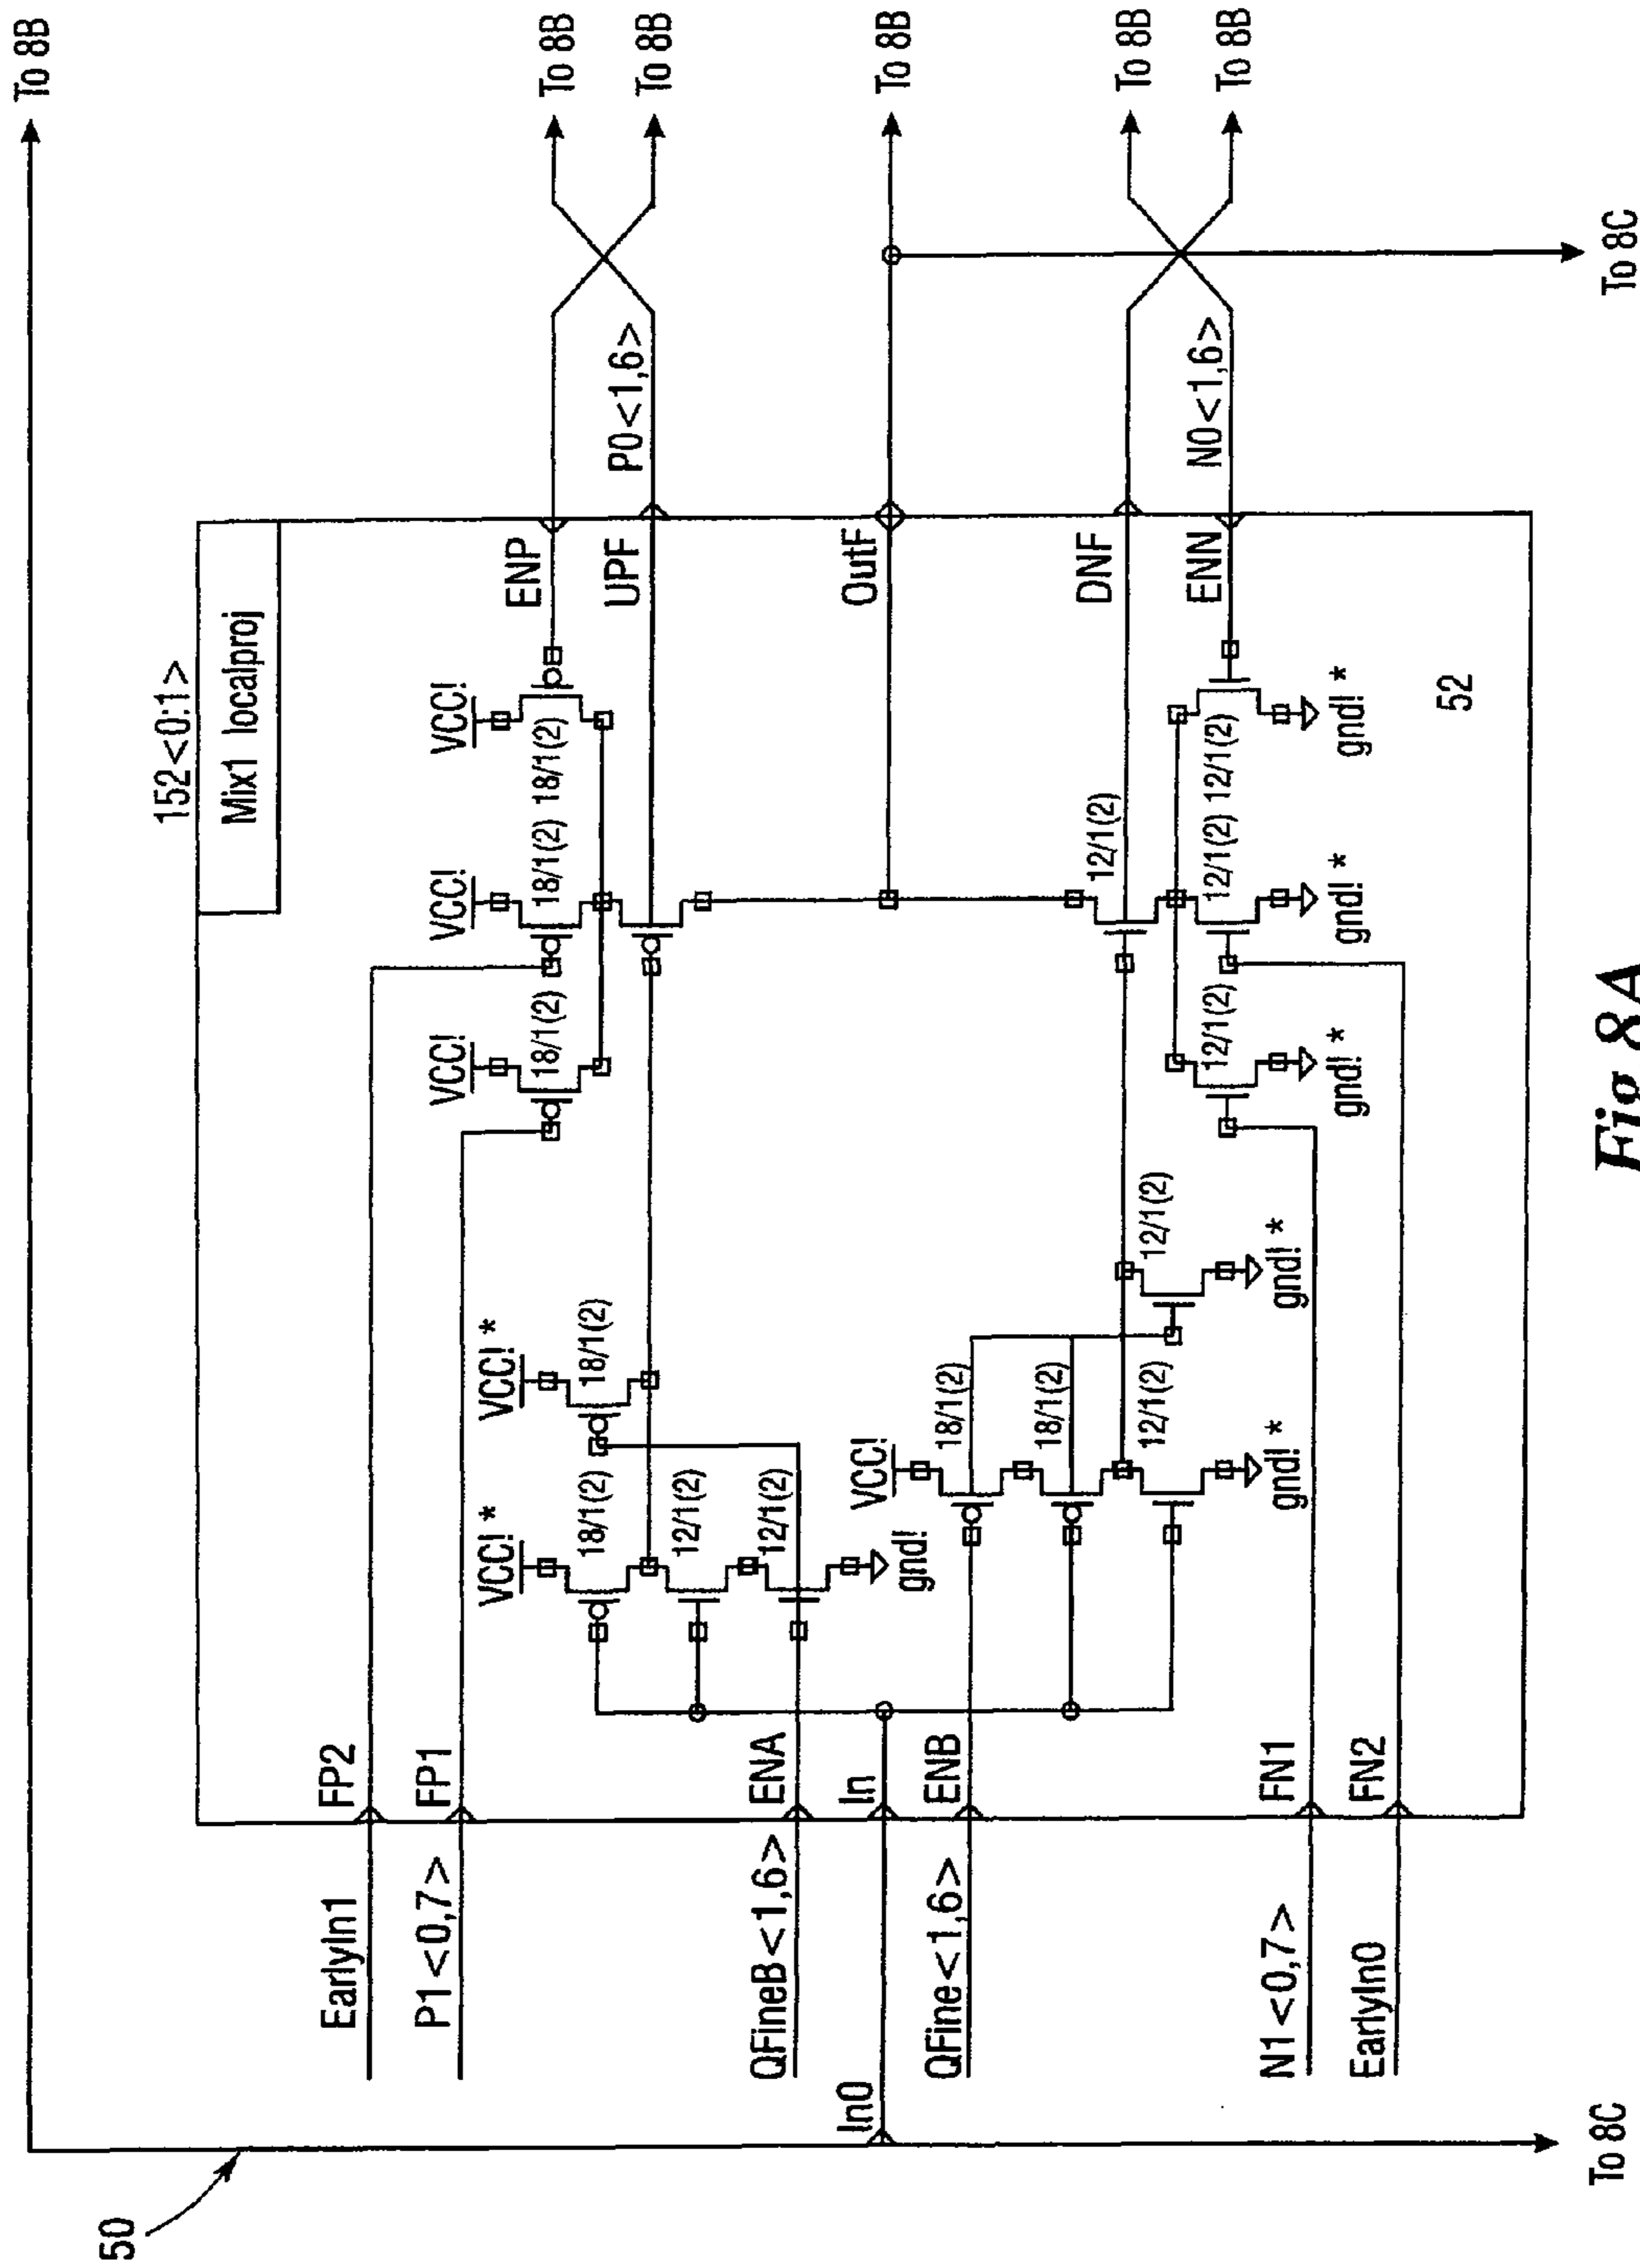 50
To 8B
152<0:1>
Mix1 localproj
EarlyIn1
FP2
P1<0,7>
FP1
VCC!
VCC!
VCC!
18/1(2)
18/1(2)
18/1(2)
ENP
To 8B
VCC! *
VCC! *
18/1(2)
18/1(2)
UPF
P0<1,6>
To 8B
12/1(2)
QFineB<1,6>
ENA
12/1(2)
gnd!
In0
In
OutF
To 8B
VCC!
QFine<1,6>
ENB
18/1(2)
18/1(2)
12/1(2)
12/1(2)
12/1(2)
DNF
To 8B
gnd! *
gnd! *
12/1(2)
12/1(2)
12/1(2)
ENN
N0<1,6>
To 8B
N1<0,7>
FN1
gnd! *
gnd! *
gnd! *
EarlyIn0
FN2
52
To 8C
To 8C
Fig. 8A